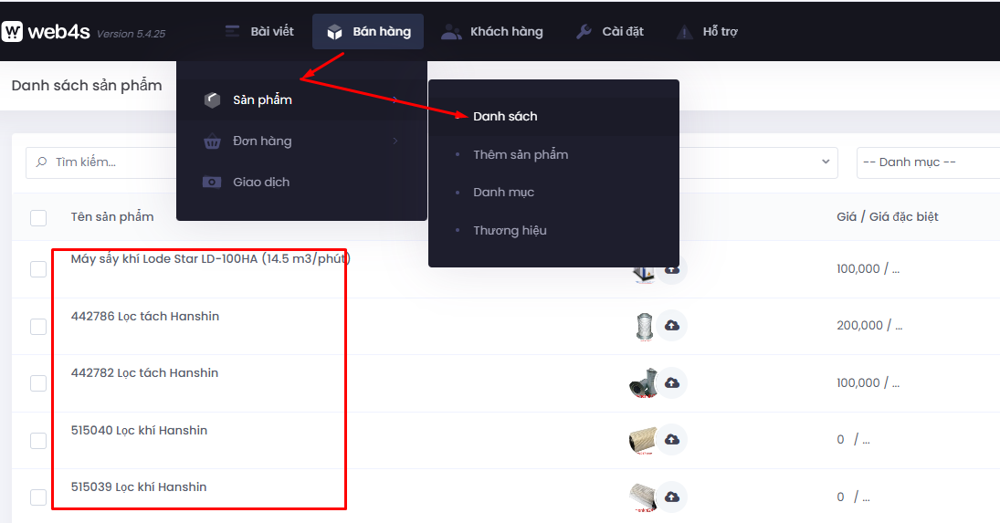 web4s Version 5.4.25 Bài viết Bán hàng Khách hàng Cài đặt Hỗ trợ
Danh sách sản phẩm
Sản phẩm
Đơn hàng
Giao dịch
Danh sách
Thêm sản phẩm
Danh mục
Thương hiệu
Tìm kiếm... -- Danh mục --
Tên sản phẩm Giá / Giá đặc biệt
Máy sấy khí Lode Star LD-100HA (14.5 m3/phút) 100,000 / ...
442786 Lọc tách Hanshin 200,000 / ...
442782 Lọc tách Hanshin 100,000 / ...
515040 Lọc khí Hanshin 0 / ...
515039 Lọc khí Hanshin 0 / ...